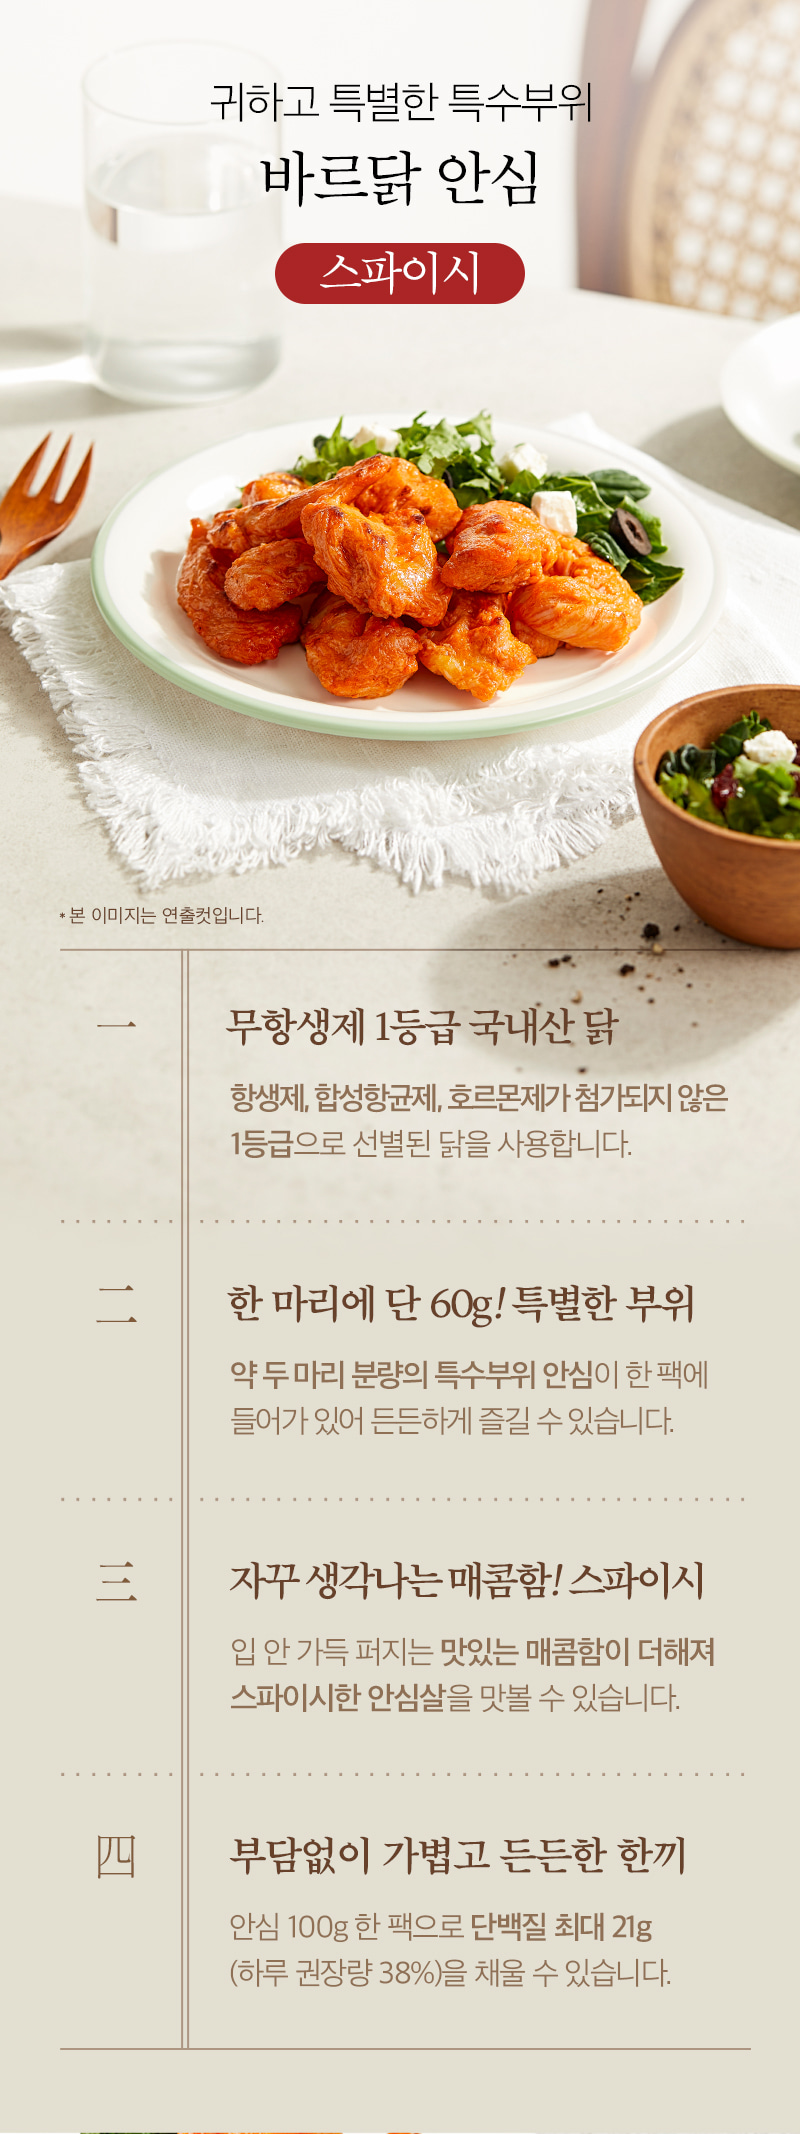 귀하고 특별한 특수부위
바르닭 안심
스파이시
* 본 이미지는 연출컷입니다.
一
무항생제 1등급 국내산 닭
항생제, 합성항균제, 호르몬제가 첨가되지 않은
1등급으로 선별된 닭을 사용합니다.
二
한 마리에 단 60g! 특별한 부위
약 두 마리 분량의 특수부위 안심이 한 팩에
들어가 있어 든든하게 즐길 수 있습니다.
三
자꾸 생각나는 매콤함! 스파이시
입 안 가득 퍼지는 맛있는 매콤함이 더해져
스파이시한 안심살을 맛볼 수 있습니다.
四
부담없이 가볍고 든든한 한끼
안심 100g 한 팩으로 단백질 최대 21g
(하루 권장량 38%)을 채울 수 있습니다.